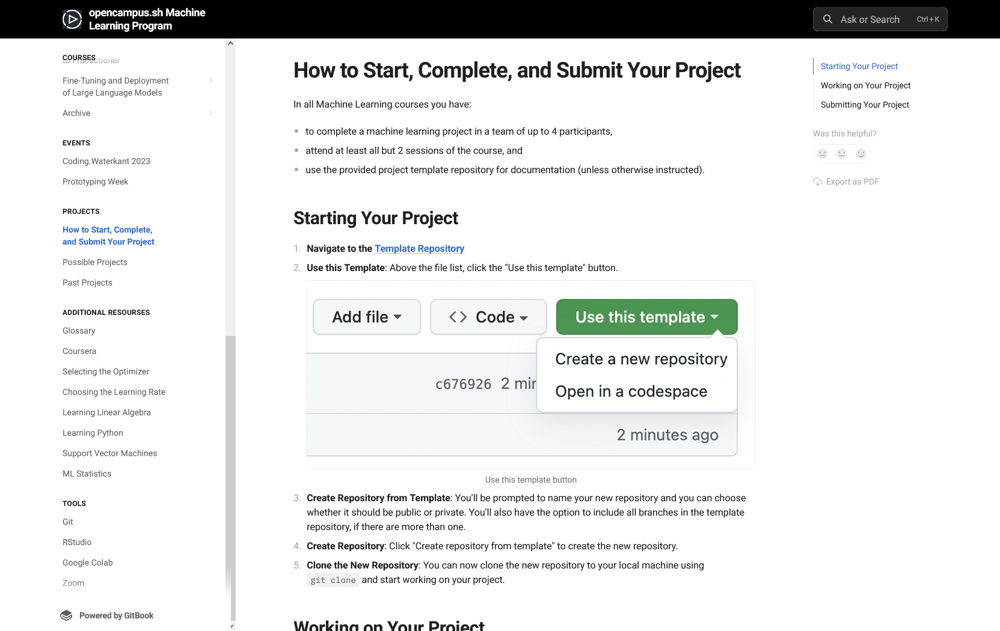 opencampus.sh Machine
Learning Program
Ask or Search
Ctrl + K
COURSES
to Practictioner
Fine-Tuning and Deployment
of Large Language Models
Archive
EVENTS
Coding.Waterkant 2023
Prototyping Week
PROJECTS
How to Start, Complete,
and Submit Your Project
Possible Projects
Past Projects
ADDITIONAL RESOURSES
Glossary
Coursera
Selecting the Optimizer
Choosing the Learning Rate
Learning Linear Algebra
Learning Python
Support Vector Machines
ML Statistics
TOOLS
Git
RStudio
Google Colab
Zoom
Powered by GitBook
How to Start, Complete, and Submit Your Project
In all Machine Learning courses you have:
to complete a machine learning project in a team of up to 4 participants,
attend at least all but 2 sessions of the course, and
use the provided project template repository for documentation (unless otherwise instructed).
Starting Your Project
1. Navigate to the Template Repository
2. Use this Template: Above the file list, click the "Use this template" button.
Add file
<> Code
Use this template
Create a new repository
c676926 2 min
Open in a codespace
2 minutes ago
Use this template button
3. Create Repository from Template: You'll be prompted to name your new repository and you can choose
whether it should be public or private. You'll also have the option to include all branches in the template
repository, if there are more than one.
4. Create Repository: Click "Create repository from template" to create the new repository.
5. Clone the New Repository: You can now clone the new repository to your local machine using
git clone and start working on your project.
Working on Your Project
Starting Your Project
Working on Your Project
Submitting Your Project
Was this helpful?
Export as PDF